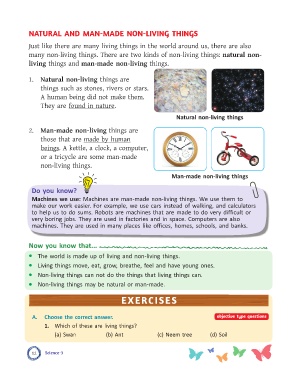 NATURAL AND MAN-MADE NON-LIVING THINGS
Just like there are many living things in the world around us, there are also
many non-living things. There are two kinds of non-living things: natural non-
living things and man-made non-living things.
1. Natural non-living things are
things such as stones, rivers or stars.
A human being did not make them.
They are found in nature.
Natural non-living things
2. Man-made non-living things are
those that are made by human
beings. A kettle, a clock, a computer,
or a tricycle are some man-made
non-living things.
Man-made non-living things
Do you know?
Machines we use: Machines are man-made non-living things. We use them to
make our work easier. For example, we use cars instead of walking, and calculators
to help us to do sums. Robots are machines that are made to do very difficult or
very boring jobs. They are used in factories and in space. Computers are also
machines. They are used in many places like offices, homes, schools, and banks.
Now you know that...
• The world is made up of living and non-living things.
• Living things move, eat, grow, breathe, feel and have young ones.
• Non-living things can not do the things that living things can.
• Non-living things may be natural or man-made.
EXERCISES
A. Choose the correct answer. objective type questions
1. Which of these are living things?
(a) Swan (b) Ant (c) Neem tree (d) Soil
12 Science 3